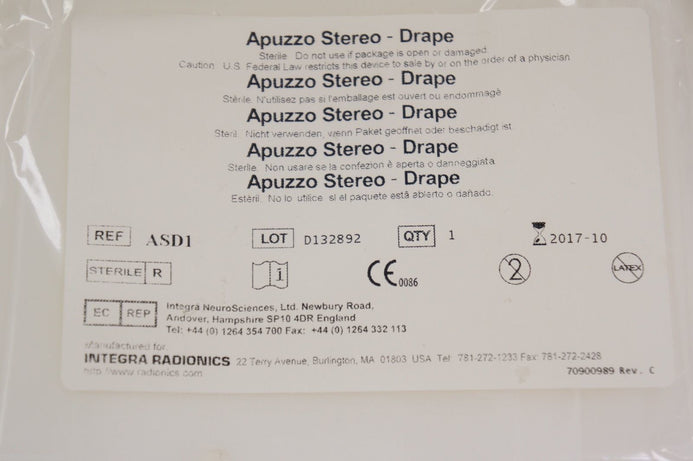 Apuzzo Stereo - Drape
Sterile. Do not use if package is open or damaged.
Caution: U.S. Federal Law restricts this device to sale by or on the order of a physician
Apuzzo Stereo - Drape
Stérile. N'utilisez pas si l'emballage est ouvert ou endommagé
Apuzzo Stereo - Drape
Steril. Nicht verwenden, wenn Paket geoffnet oder beschadigt ist.
Apuzzo Stereo - Drape
Sterile. Non usare se la confezion è aperta o danneggiata
Apuzzo Stereo - Drape
Estéril. No lo utilice si el paquete está abierto o dañado.
REF ASD1 LOT D132892 QTY 1 2017-10
STERILE R i CE 0086 2 LATEX
EC REP Integra NeuroSciences, Ltd. Newbury Road,
Andover, Hampshire SP10 4DR England
Tel: +44 (0) 1264 354 700 Fax: +44 (0) 1264 332 113
Manufactured for:
INTEGRA RADIONICS 22 Terry Avenue, Burlington, MA 01803 USA Tel: 781-272-1233 Fax: 781-272-2428
http://www.radionics.com 70900989 Rev. C